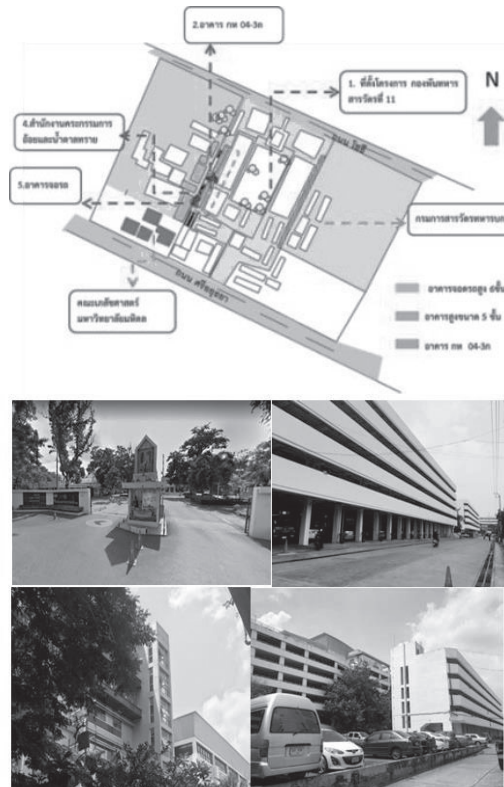 2.อาคาร กห 04-3ก
1. ที่ตั้งโครงการ กองพันทหาร
สารวัตรที่ 11
N
ถนน โยธี
4.สำนักงานคระกรรมการ
อ้อยและน้ำตาลทราย
5.อาคารจอรถ
กรมการสารวัตรทหารบก
ถนน ศรีอยุธยา
คณะเภสัชศาสตร์
มหาวิทยาลัยมหิดล
อาคารจอดรถสูง 6ชั้น
อาคารสูงขนาด 5 ชั้น
อาคาร กห 04-3ก